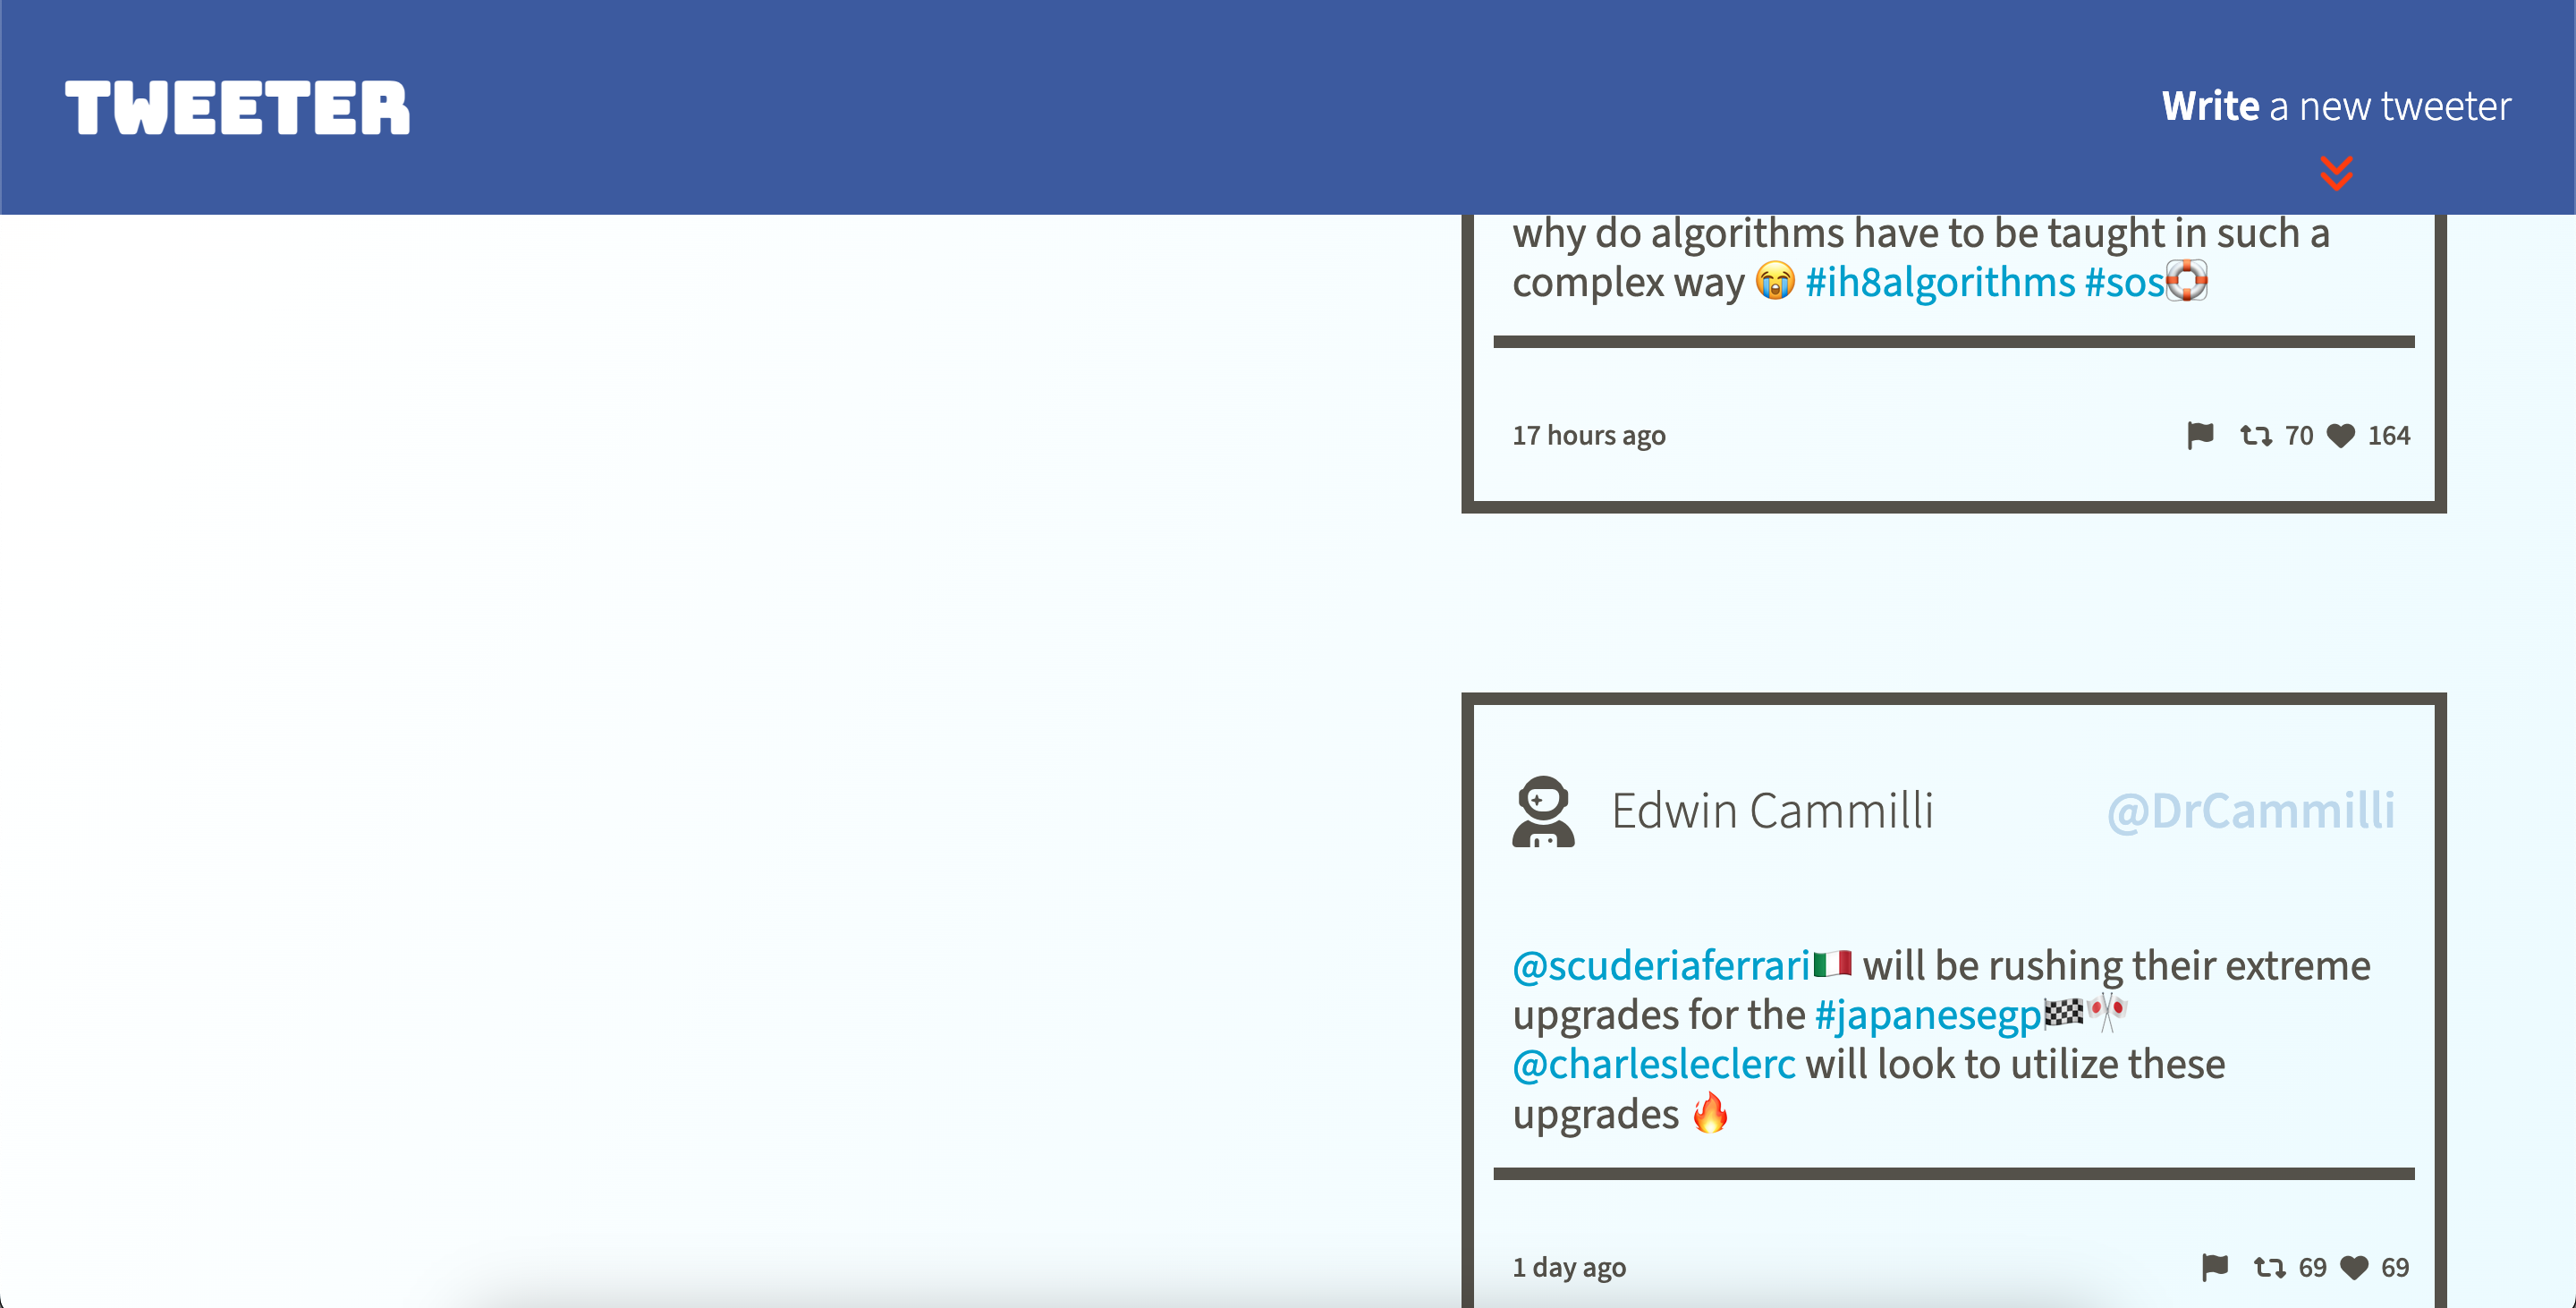 TWEETER
Write a new tweeter
why do algorithms have to be taught in such a
complex way 😭 #ih8algorithms #sos🛟
17 hours ago 70 164
Edwin Cammilli @DrCammilli
@scuderiaferrari🇮🇹 will be rushing their extreme
upgrades for the #japanesegp🏁🎌
@charlesleclerc will look to utilize these
upgrades 🔥
1 day ago 69 69